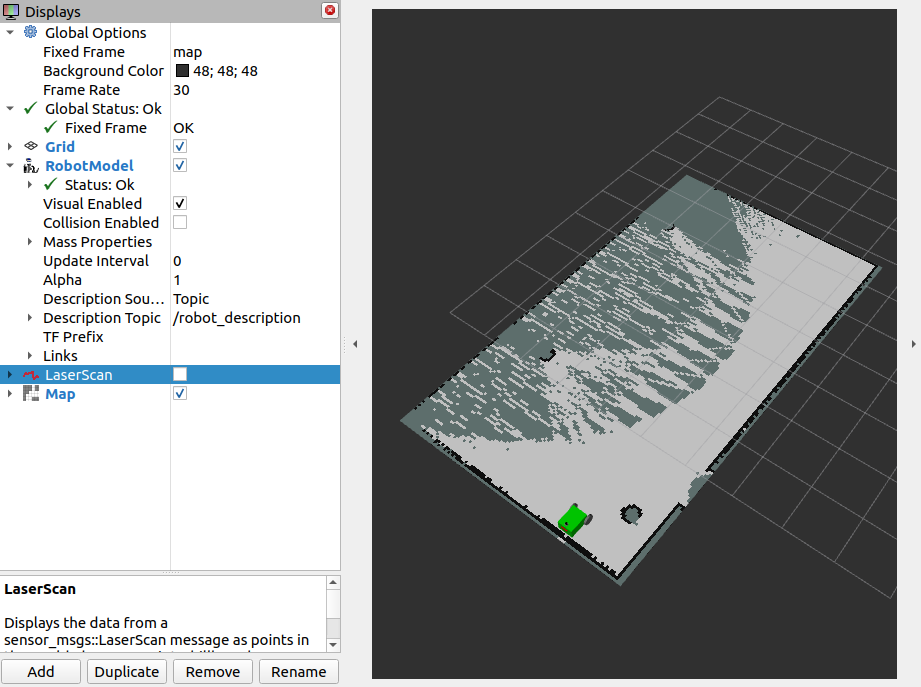 Displays
Global Options
Fixed Frame map
Background Color 48; 48; 48
Frame Rate 30
Global Status: Ok
Fixed Frame OK
Grid
RobotModel
Status: Ok
Visual Enabled
Collision Enabled
Mass Properties
Update Interval 0
Alpha 1
Description Sou... Topic
Description Topic /robot_description
TF Prefix
Links
LaserScan
Map
LaserScan
Displays the data from a
sensor_msgs::LaserScan message as points in
Add Duplicate Remove Rename